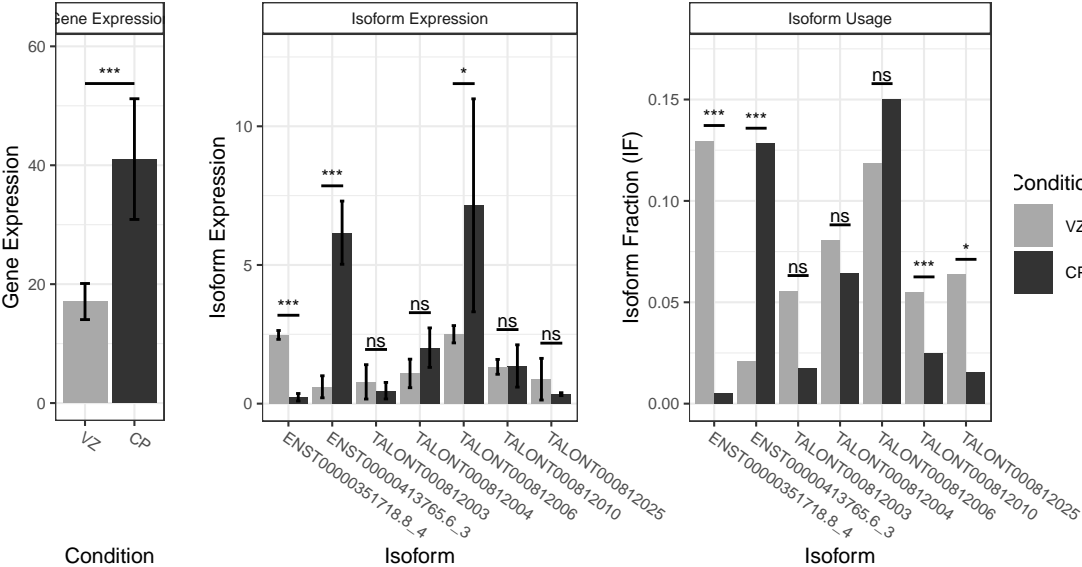 Gene Expression
Gene Expression
60
40
20
0
***
VZ
CP
Condition
Isoform Expression
Isoform Expression
10
5
0
***
***
ns
ns
*
ns
ns
ENST00000351718.8_4
ENST00000413765.6_3
TALONT000812003
TALONT000812004
TALONT000812006
TALONT000812010
TALONT000812025
Isoform
Isoform Usage
Isoform Fraction (IF)
0.15
0.10
0.05
0.00
***
***
ns
ns
ns
***
*
ENST00000351718.8_4
ENST00000413765.6_3
TALONT000812003
TALONT000812004
TALONT000812006
TALONT000812010
TALONT000812025
Isoform
Conditio
VZ
CP